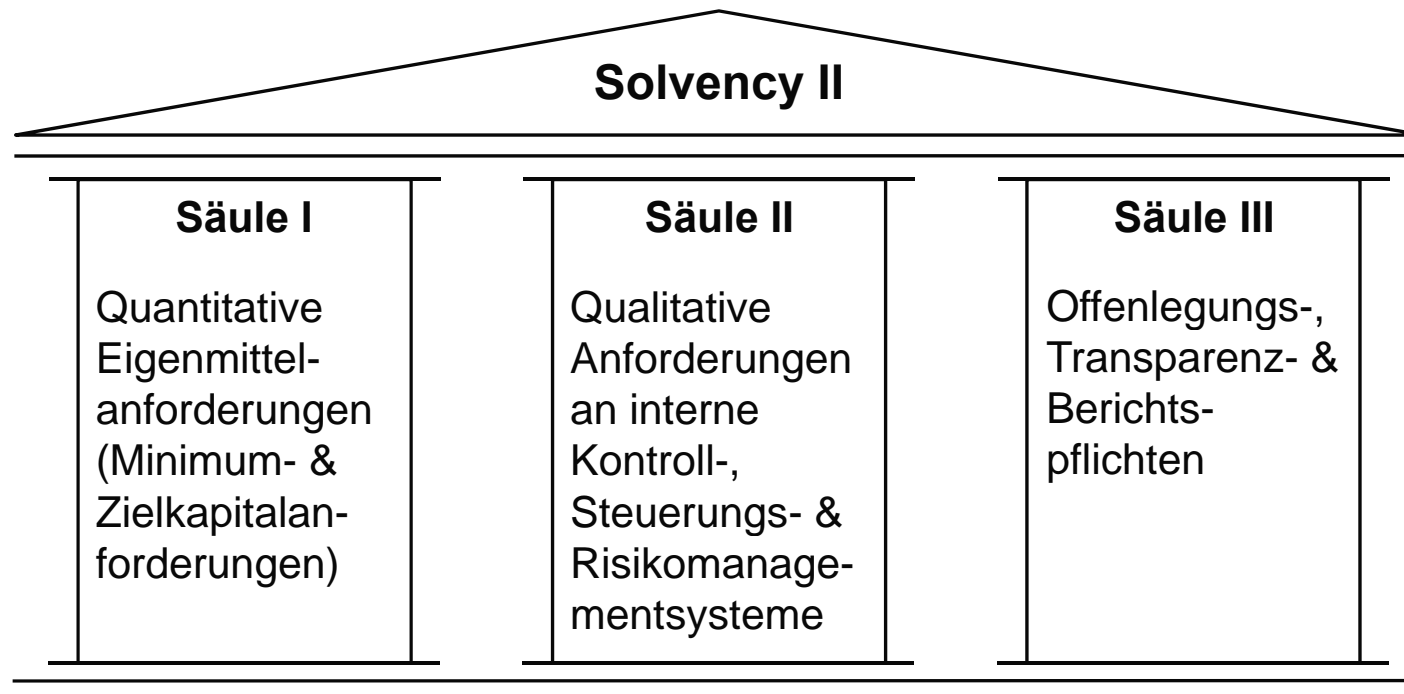 Solvency II
Säule I
Quantitative
Eigenmittel-
anforderungen
(Minimum- &
Zielkapitalan-
forderungen)
Säule II
Qualitative
Anforderungen
an interne
Kontroll-,
Steuerungs- &
Risikomanage-
mentsysteme
Säule III
Offenlegungs-,
Transparenz- &
Berichts-
pflichten